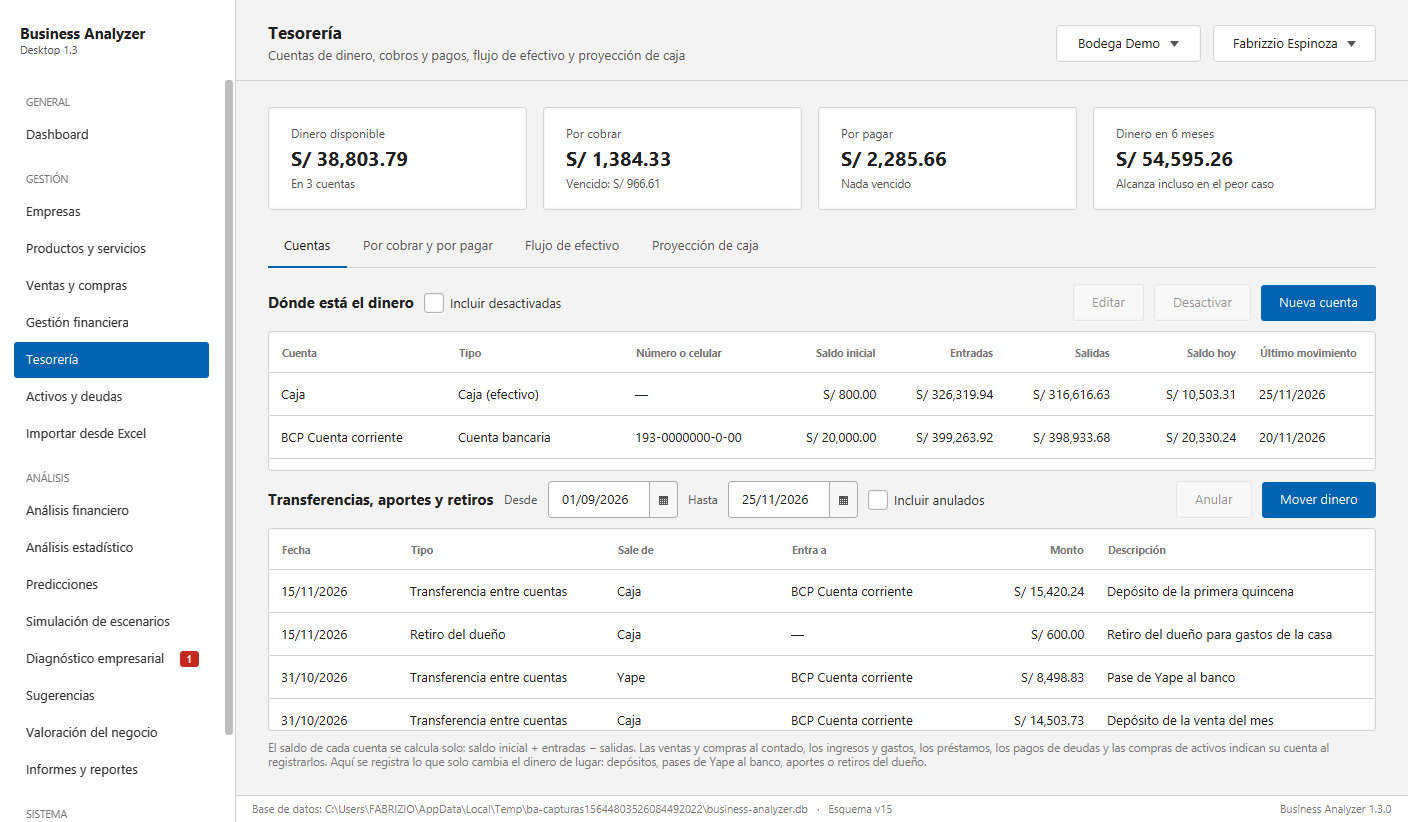 Business Analyzer
Desktop 1.3
GENERAL
Dashboard
GESTIÓN
Empresas
Productos y servicios
Ventas y compras
Gestión financiera
Tesorería
Activos y deudas
Importar desde Excel
ANÁLISIS
Análisis financiero
Análisis estadístico
Predicciones
Simulación de escenarios
Diagnóstico empresarial 1
Sugerencias
Valoración del negocio
Informes y reportes
SISTEMA
Tesorería
Cuentas de dinero, cobros y pagos, flujo de efectivo y proyección de caja
Bodega Demo
Fabrizzio Espinoza
Dinero disponible
S/ 38,803.79
En 3 cuentas
Por cobrar
S/ 1,384.33
Vencido: S/ 966.61
Por pagar
S/ 2,285.66
Nada vencido
Dinero en 6 meses
S/ 54,595.26
Alcanza incluso en el peor caso
Cuentas Por cobrar y por pagar Flujo de efectivo Proyección de caja
Dónde está el dinero Incluir desactivadas Editar Desactivar Nueva cuenta
Cuenta Tipo Número o celular Saldo inicial Entradas Salidas Saldo hoy Último movimiento
Caja Caja (efectivo) — S/ 800.00 S/ 326,319.94 S/ 316,616.63 S/ 10,503.31 25/11/2026
BCP Cuenta corriente Cuenta bancaria 193-0000000-0-00 S/ 20,000.00 S/ 399,263.92 S/ 398,933.68 S/ 20,330.24 20/11/2026
Transferencias, aportes y retiros Desde 01/09/2026 Hasta 25/11/2026 Incluir anulados Anular Mover dinero
Fecha Tipo Sale de Entra a Monto Descripción
15/11/2026 Transferencia entre cuentas Caja BCP Cuenta corriente S/ 15,420.24 Depósito de la primera quincena
15/11/2026 Retiro del dueño Caja — S/ 600.00 Retiro del dueño para gastos de la casa
31/10/2026 Transferencia entre cuentas Yape BCP Cuenta corriente S/ 8,498.83 Pase de Yape al banco
31/10/2026 Transferencia entre cuentas Caja BCP Cuenta corriente S/ 14,503.73 Depósito de la venta del mes
El saldo de cada cuenta se calcula solo: saldo inicial + entradas − salidas. Las ventas y compras al contado, los ingresos y gastos, los préstamos, los pagos de deudas y las compras de activos indican su cuenta al
registrarlos. Aquí se registra lo que solo cambia el dinero de lugar: depósitos, pases de Yape al banco, aportes o retiros del dueño.
Base de datos: C:\Users\FABRIZIO\AppData\Local\Temp\ba-capturas15644803526084492022\business-analyzer.db · Esquema v15
Business Analyzer 1.3.0